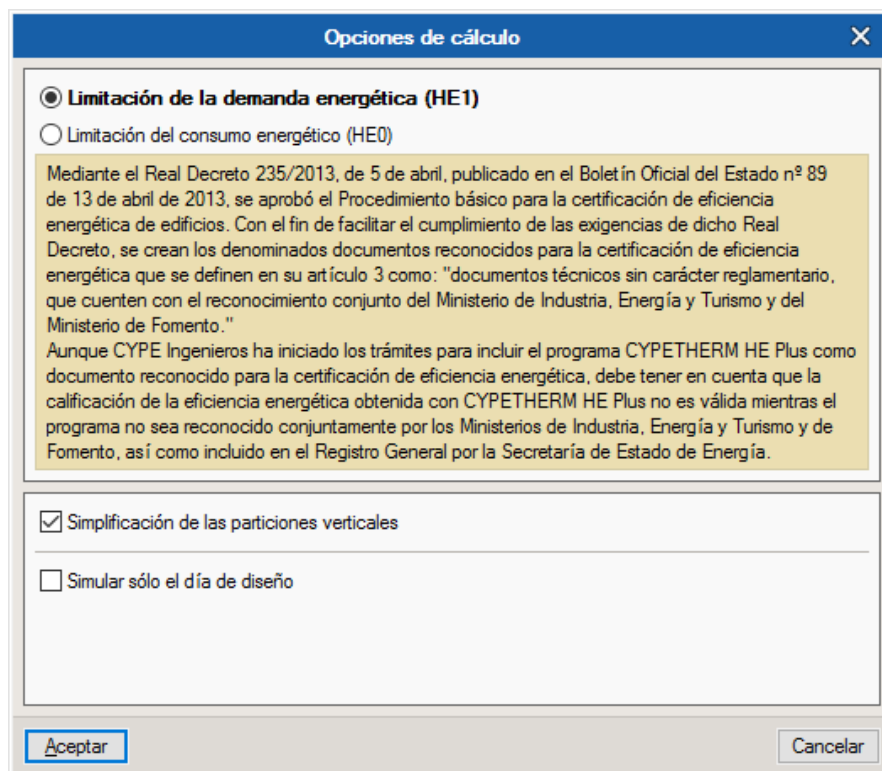 Opciones de cálculo
Limitación de la demanda energética (HE1)
Limitación del consumo energético (HE0)
Mediante el Real Decreto 235/2013, de 5 de abril, publicado en el Boletín Oficial del Estado nº 89
de 13 de abril de 2013, se aprobó el Procedimiento básico para la certificación de eficiencia
energética de edificios. Con el fin de facilitar el cumplimiento de las exigencias de dicho Real
Decreto, se crean los denominados documentos reconocidos para la certificación de eficiencia
energética que se definen en su artículo 3 como: "documentos técnicos sin carácter reglamentario,
que cuenten con el reconocimiento conjunto del Ministerio de Industria, Energía y Turismo y del
Ministerio de Fomento."
Aunque CYPE Ingenieros ha iniciado los trámites para incluir el programa CYPETHERM HE Plus como
documento reconocido para la certificación de eficiencia energética, debe tener en cuenta que la
calificación de la eficiencia energética obtenida con CYPETHERM HE Plus no es válida mientras el
programa no sea reconocido conjuntamente por los Ministerios de Industria, Energía y Turismo y de
Fomento, así como incluido en el Registro General por la Secretaría de Estado de Energía.
Simplificación de las particiones verticales
Simular sólo el día de diseño
Aceptar
Cancelar